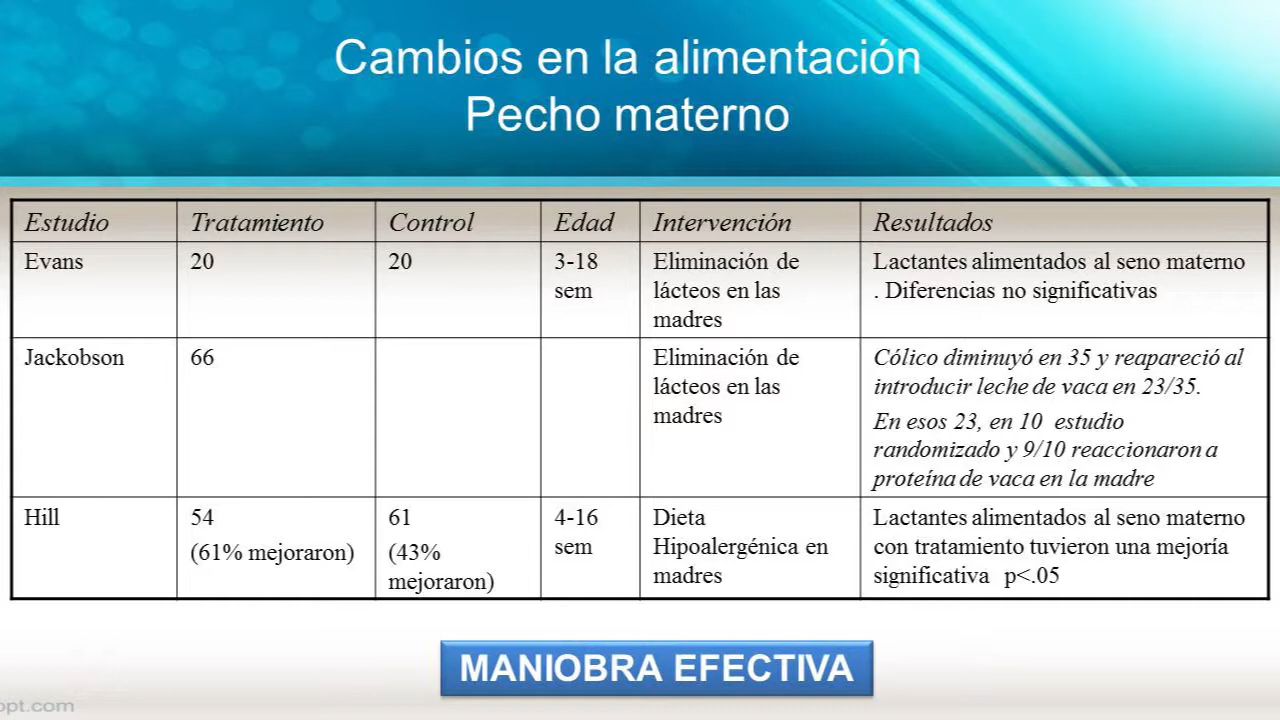 Cambios en la alimentación
Pecho materno
Estudio Tratamiento Control Edad Intervención Resultados
Evans 20 20 3-18 sem Eliminación de lácteos en las madres Lactantes alimentados al seno materno . Diferencias no significativas
Jackobson 66 Eliminación de lácteos en las madres Cólico diminuyó en 35 y reapareció al introducir leche de vaca en 23/35.
En esos 23, en 10 estudio randomizado y 9/10 reaccionaron a proteína de vaca en la madre
Hill 54 (61% mejoraron) 61 (43% mejoraron) 4-16 sem Dieta Hipoalergénica en madres Lactantes alimentados al seno materno con tratamiento tuvieron una mejoría significativa p<.05
MANIOBRA EFECTIVA
opt.com